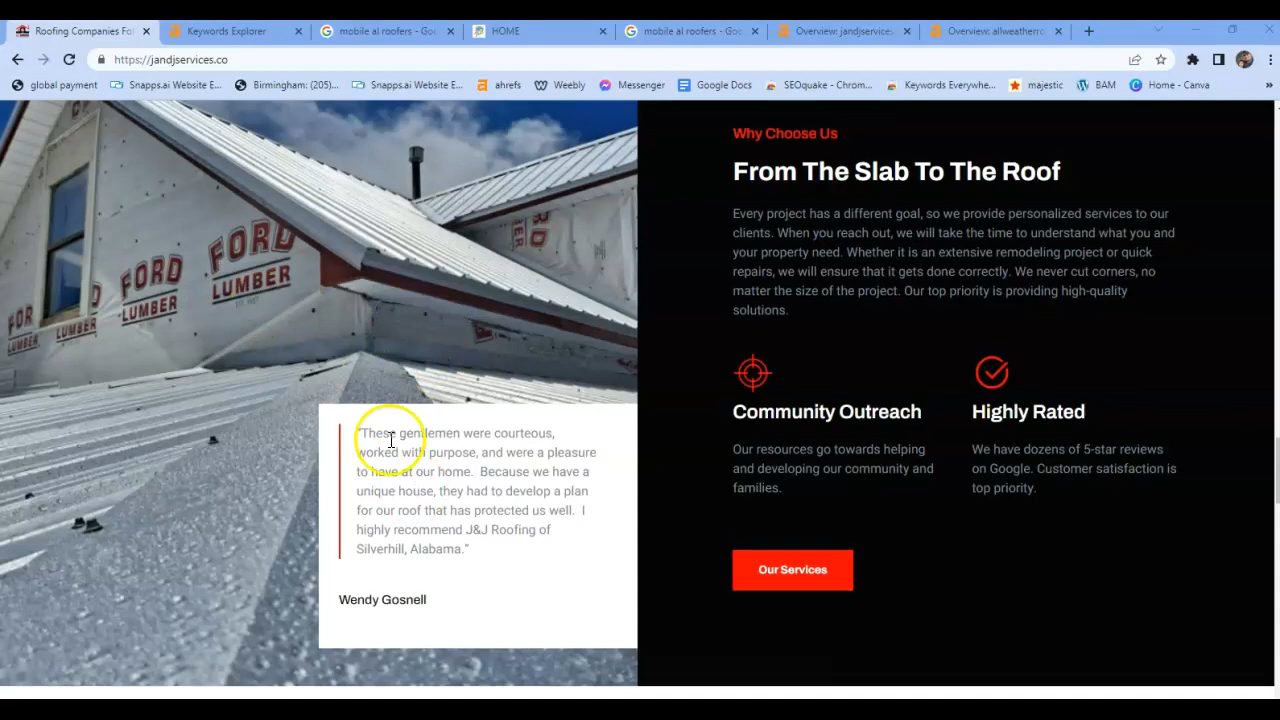 Roofing Companies Fo
Keywords Explorer
mobile al roofers - Go
HOME
mobile al roofers - Goo
Overview: jandjservices.
Overview: allweatherro
https://jandjservices.co
global payment
Snapps.ai Website E...
Birmingham: (205)...
Snapps.ai Website E...
ahrefs
Weebly
Messenger
Google Docs
SEOquake - Chrom...
Keywords Everywhe...
majestic
BAM
Home - Canva
»
FORD
LUMBER
FORD
LUMBER
FOR
LUMBER
LUMBER
Why Choose Us
From The Slab To The Roof
Every project has a different goal, so we provide personalized services to our
clients. When you reach out, we will take the time to understand what you and
your property need. Whether it is an extensive remodeling project or quick
repairs, we will ensure that it gets done correctly. We never cut corners, no
matter the size of the project. Our top priority is providing high-quality
solutions.
Community Outreach
Our resources go towards helping
and developing our community and
families.
Highly Rated
We have dozens of 5-star reviews
on Google. Customer satisfaction is
top priority.
Our Services
"These gentlemen were courteous,
worked with purpose, and were a pleasure
to have at our home. Because we have a
unique house, they had to develop a plan
for our roof that has protected us well. I
highly recommend J&J Roofing of
Silverhill, Alabama."
Wendy Gosnell